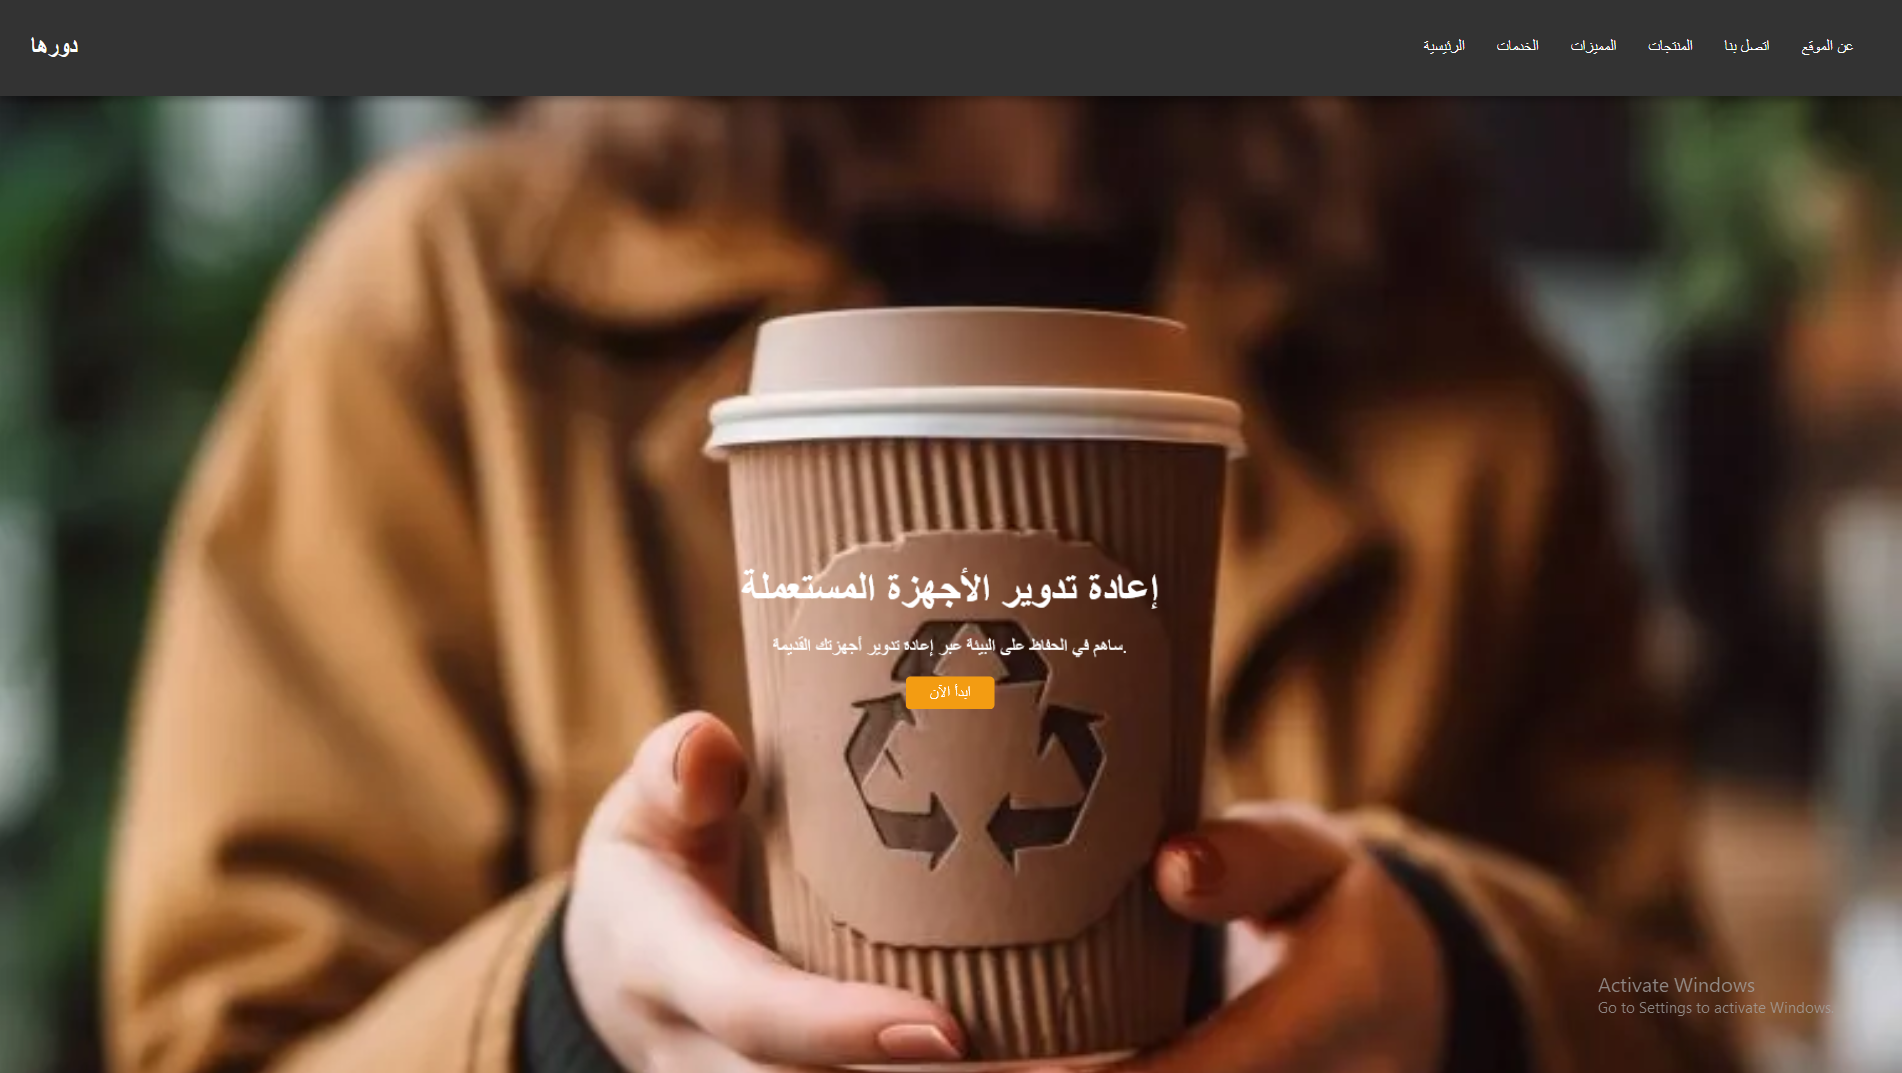 دورها
الرئيسية الخدمات المميزات المنتجات اتصل بنا عن الموقع
إعادة تدوير الأجهزة المستعملة
ساهم في الحفاظ على البيئة عبر إعادة تدوير أجهزتك القديمة.
ابدأ الآن
Activate Windows
Go to Settings to activate Windows.